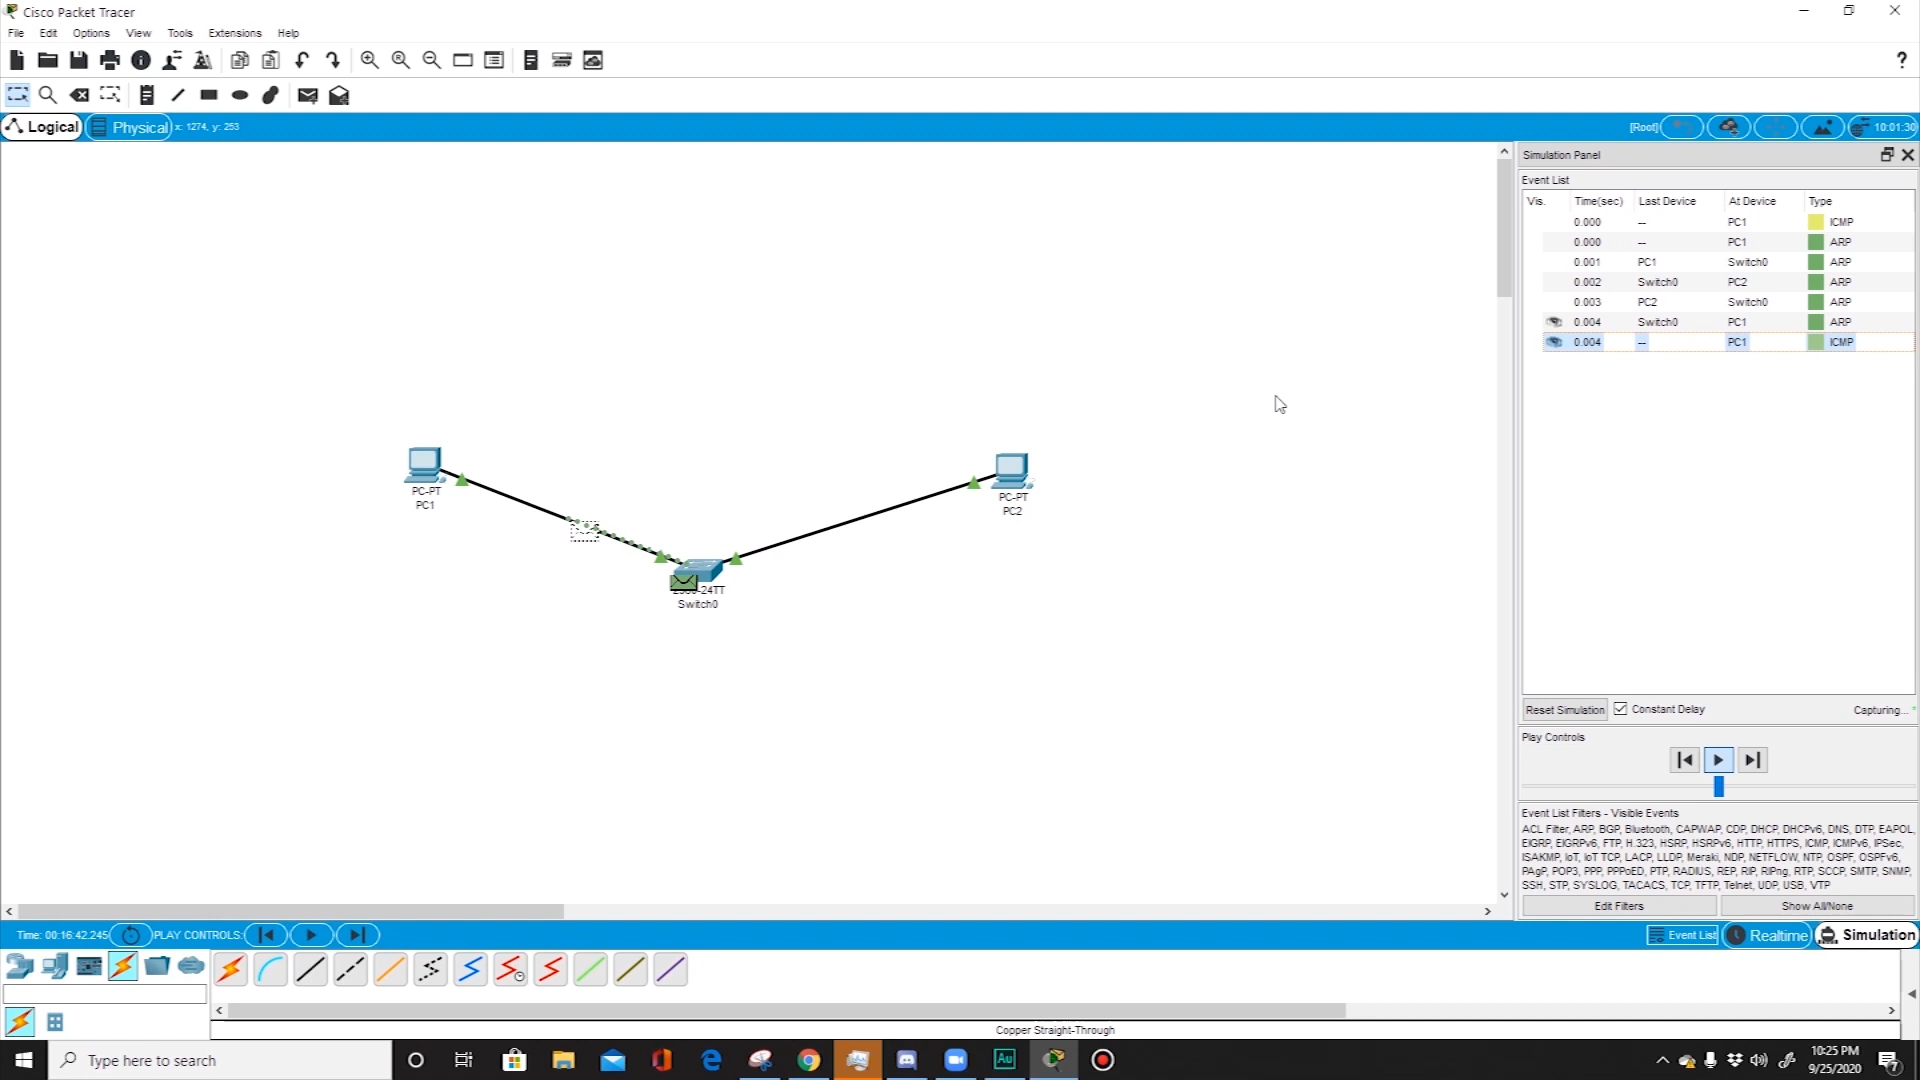 Cisco Packet Tracer
File Edit Options View Tools Extensions Help
?
Logical Physical x: 1274, y: 253 [Root] 10:01:30
Simulation Panel
Event List
Vis. Time(sec) Last Device At Device Type
0.000 -- PC1 ICMP
0.000 -- PC1 ARP
0.001 PC1 Switch0 ARP
0.002 Switch0 PC2 ARP
0.003 PC2 Switch0 ARP
0.004 Switch0 PC1 ARP
0.004 -- PC1 ICMP
PC-PT
PC1
PC-PT
PC2
-24TT
Switch0
Reset Simulation Constant Delay Capturing...
Play Controls
Event List Filters - Visible Events
ACL Filter, ARP, BGP, Bluetooth, CAPWAP, CDP, DHCP, DHCPv6, DNS, DTP, EAPOL,
EIGRP, EIGRPv6, FTP, H.323, HSRP, HSRPv6, HTTP, HTTPS, ICMP, ICMPv6, IPSec,
ISAKMP, IoT, IoT TCP, LACP, LLDP, Meraki, NDP, NETFLOW, NTP, OSPF, OSPFv6,
PAgP, POP3, PPP, PPPoED, PTP, RADIUS, REP, RIP, RIPng, RTP, SCCP, SMTP, SNMP,
SSH, STP, SYSLOG, TACACS, TCP, TFTP, Telnet, UDP, USB, VTP
Edit Filters Show All/None
Time: 00:16:42.245 PLAY CONTROLS: Event List Realtime Simulation
Copper Straight-Through
Type here to search Au 10:25 PM
9/25/2020 7